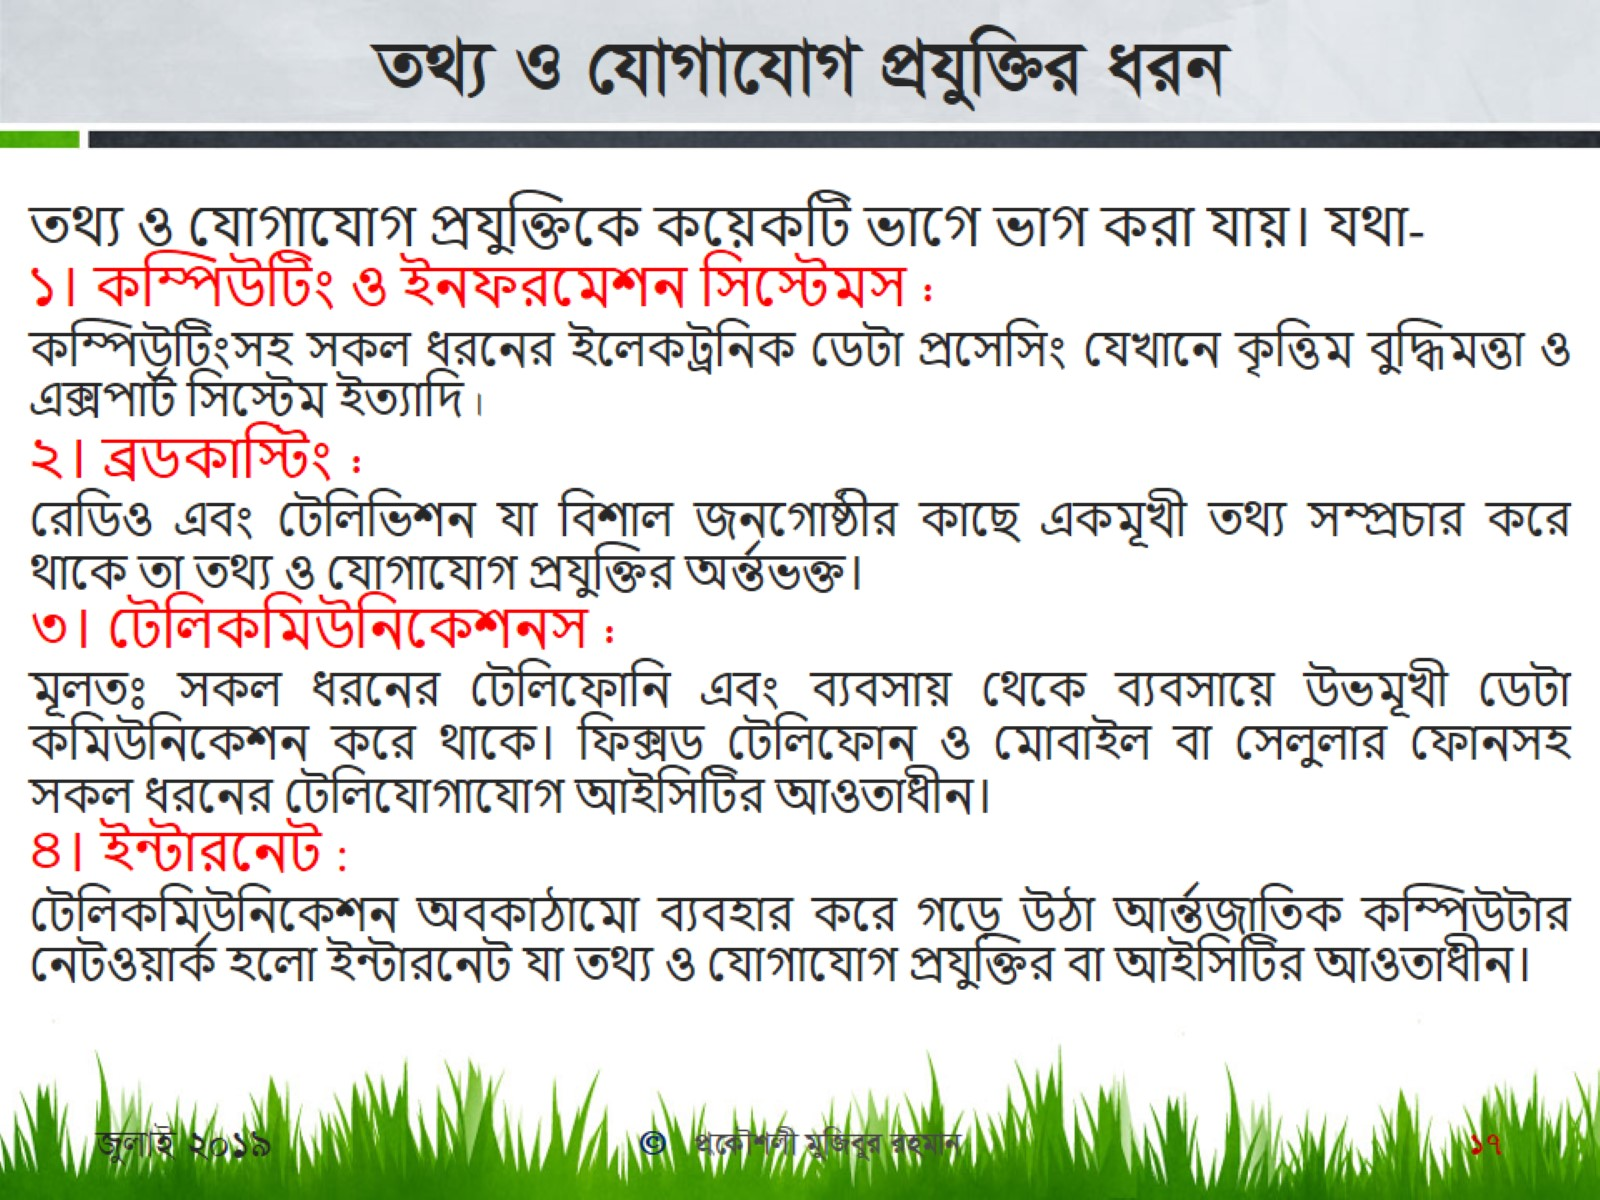 তথ্য ও যোগাযোগ প্রযুক্তির ধরন
তথ্য ও যোগাযোগ প্রযুক্তিকে কয়েকটি ভাগে ভাগ করা যায়। যথা-
১। কম্পিউটিং ও ইনফরমেশন সিস্টেমস :
কম্পিউটিংসহ সকল ধরনের ইলেকট্রনিক ডেটা প্রসেসিং যেখানে কৃত্তিম বুদ্ধিমত্তা ও
এক্সপার্ট সিস্টেম ইত্যাদি।
২। ব্রডকাস্টিং :
রেডিও এবং টেলিভিশন যা বিশাল জনগোষ্ঠীর কাছে একমূখী তথ্য সম্প্রচার করে
থাকে তা তথ্য ও যোগাযোগ প্রযুক্তির অর্ন্তভক্ত।
৩। টেলিকমিউনিকেশনস :
মূলতঃ সকল ধরনের টেলিফোনি এবং ব্যবসায় থেকে ব্যবসায়ে উভমূখী ডেটা
কমিউনিকেশন করে থাকে। ফিক্সড টেলিফোন ও মোবাইল বা সেলুলার ফোনসহ
সকল ধরনের টেলিযোগাযোগ আইসিটির আওতাধীন।
৪। ইন্টারনেট :
টেলিকমিউনিকেশন অবকাঠামো ব্যবহার করে গড়ে উঠা আর্ন্তজাতিক কম্পিউটার
নেটওয়ার্ক হলো ইন্টারনেট যা তথ্য ও যোগাযোগ প্রযুক্তির বা আইসিটির আওতাধীন।
জুলাই ২০১৯
© প্রকৌশলী মুজিবুর রহমান
১৭